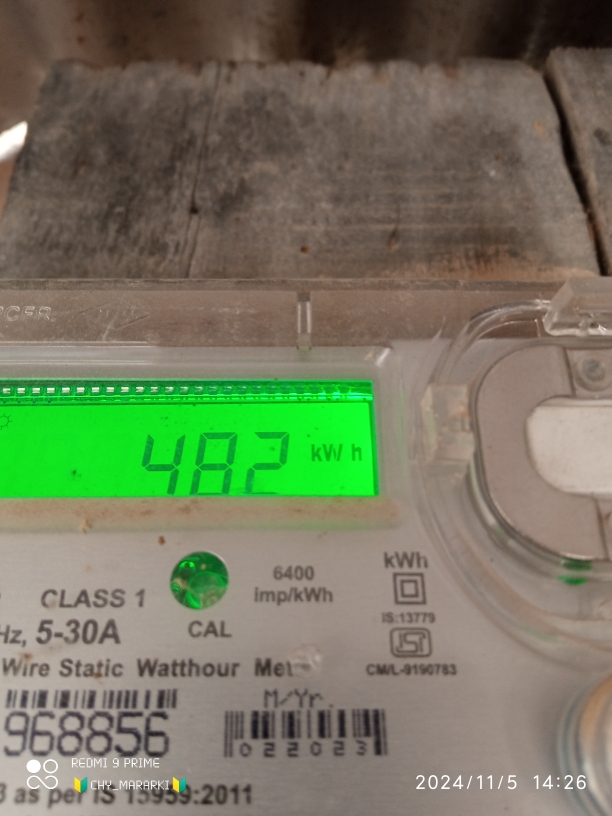 482 kWh
CLASS 1
6400
imp/kWh
kWh
Hz, 5-30A
CAL
IS:13779
CM/L-9190783
Wire Static Watthour
M/Yr.
968856
022023
as per IS 15959:2011
REDMI 9 PRIME
CHY_MARARKI
2024/11/5 14:26